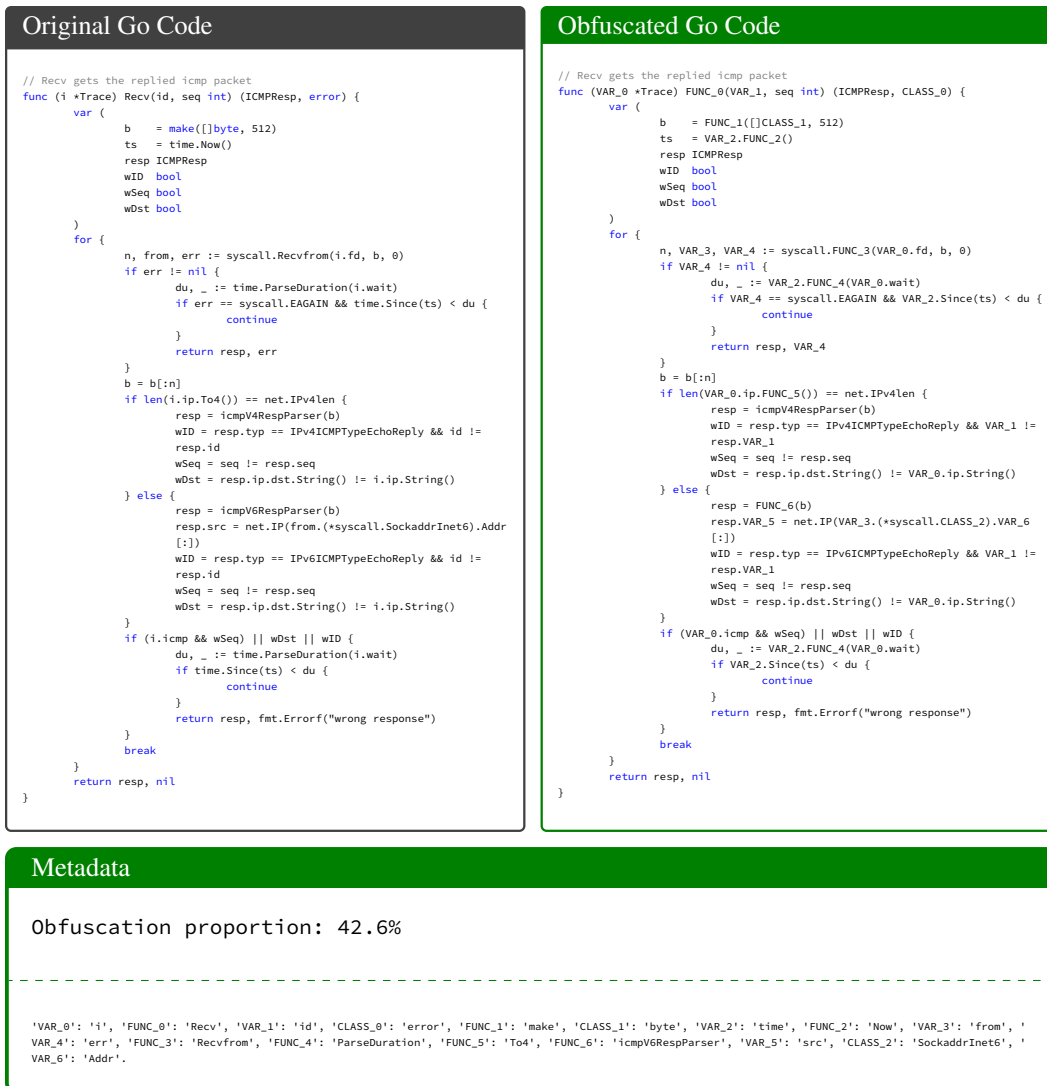 Original Go Code
// Recv gets the replied icmp packet
func (i *Trace) Recv(id, seq int) (ICMPResp, error) {
var (
b    = make([]byte, 512)
ts   = time.Now()
resp ICMPResp
wID  bool
wSeq bool
wDst bool
)
for {
n, from, err := syscall.Recvfrom(i.fd, b, 0)
if err != nil {
du, _ := time.ParseDuration(i.wait)
if err == syscall.EAGAIN && time.Since(ts) < du {
continue
}
return resp, err
}
b = b[:n]
if len(i.ip.To4()) == net.IPv4len {
resp = icmpV4RespParser(b)
wID = resp.typ == IPv4ICMPTypeEchoReply && id !=
resp.id
wSeq = seq != resp.seq
wDst = resp.ip.dst.String() != i.ip.String()
} else {
resp = icmpV6RespParser(b)
resp.src = net.IP(from.(*syscall.SockaddrInet6).Addr
[:])
wID = resp.typ == IPv6ICMPTypeEchoReply && id !=
resp.id
wSeq = seq != resp.seq
wDst = resp.ip.dst.String() != i.ip.String()
}
if (i.icmp && wSeq) || wDst || wID {
du, _ := time.ParseDuration(i.wait)
if time.Since(ts) < du {
continue
}
return resp, fmt.Errorf("wrong response")
}
break
}
return resp, nil
}
Obfuscated Go Code
// Recv gets the replied icmp packet
func (VAR_0 *Trace) FUNC_0(VAR_1, seq int) (ICMPResp, CLASS_0) {
var (
b    = FUNC_1([]CLASS_1, 512)
ts   = VAR_2.FUNC_2()
resp ICMPResp
wID  bool
wSeq bool
wDst bool
)
for {
n, VAR_3, VAR_4 := syscall.FUNC_3(VAR_0.fd, b, 0)
if VAR_4 != nil {
du, _ := VAR_2.FUNC_4(VAR_0.wait)
if VAR_4 == syscall.EAGAIN && VAR_2.Since(ts) < du {
continue
}
return resp, VAR_4
}
b = b[:n]
if len(VAR_0.ip.FUNC_5()) == net.IPv4len {
resp = icmpV4RespParser(b)
wID = resp.typ == IPv4ICMPTypeEchoReply && VAR_1 !=
resp.VAR_1
wSeq = seq != resp.seq
wDst = resp.ip.dst.String() != VAR_0.ip.String()
} else {
resp = FUNC_6(b)
resp.VAR_5 = net.IP(VAR_3.(*syscall.CLASS_2).VAR_6
[:])
wID = resp.typ == IPv6ICMPTypeEchoReply && VAR_1 !=
resp.VAR_1
wSeq = seq != resp.seq
wDst = resp.ip.dst.String() != VAR_0.ip.String()
}
if (VAR_0.icmp && wSeq) || wDst || wID {
du, _ := VAR_2.FUNC_4(VAR_0.wait)
if VAR_2.Since(ts) < du {
continue
}
return resp, fmt.Errorf("wrong response")
}
break
}
return resp, nil
}
Metadada
Obfuscation proportion: 42.6%
'VAR_0': 'i', 'FUNC_0': 'Recv', 'VAR_1': 'id', 'CLASS_0': 'error', 'FUNC_1': 'make', 'CLASS_1': 'byte', 'VAR_2': 'time', 'FUNC_2': 'Now', 'VAR_3': 'from', '
VAR_4': 'err', 'FUNC_3': 'Recvfrom', 'FUNC_4': 'ParseDuration', 'FUNC_5': 'To4', 'FUNC_6': 'icmpV6RespParser', 'VAR_5': 'src', 'CLASS_2': 'SockaddrInet6', '
VAR_6': 'Addr'.